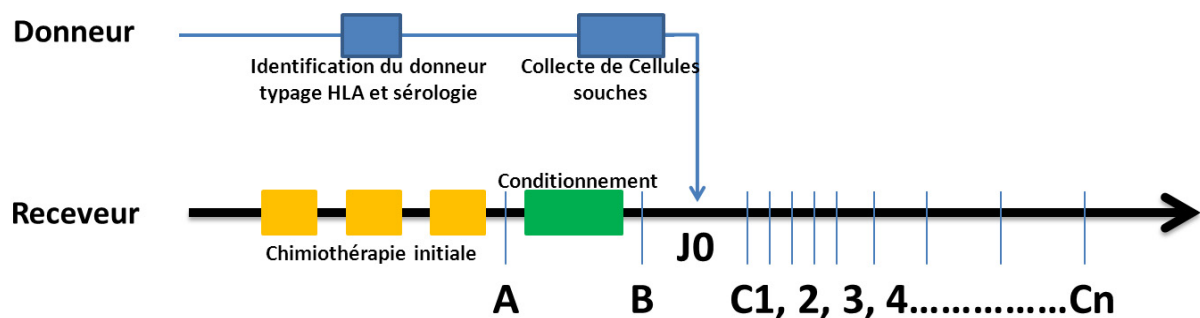 Donneur
Identification du donneur
typage HLA et sérologie
Collecte de Cellules
souches
Conditionnement
Receveur
Chimiothérapie initiale
J0
A
B
C1, 2, 3, 4……………..Cn